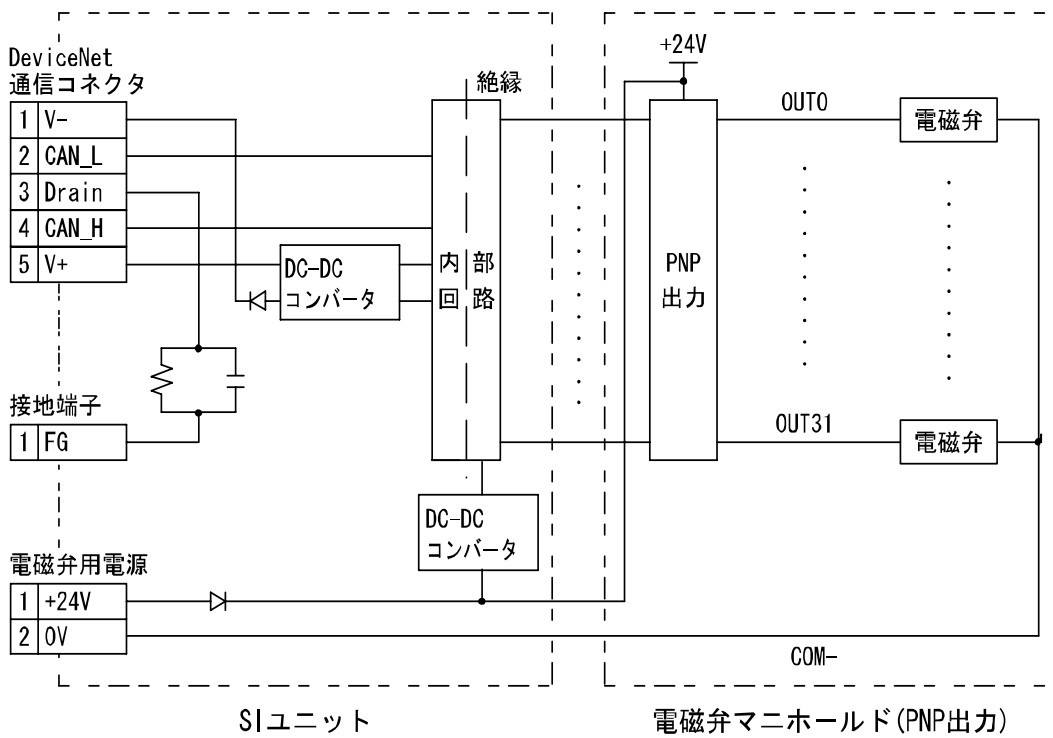 DeviceNet
通信コネクタ
1 V-
2 CAN_L
3 Drain
4 CAN_H
5 V+
DC-DC
コンバータ
絶縁
内部
回路
+24V
PNP
出力
OUT0
電磁弁
OUT31
電磁弁
接地端子
1 FG
DC-DC
コンバータ
電磁弁用電源
1 +24V
2 0V
COM-
SIユニット
電磁弁マニホールド(PNP出力)